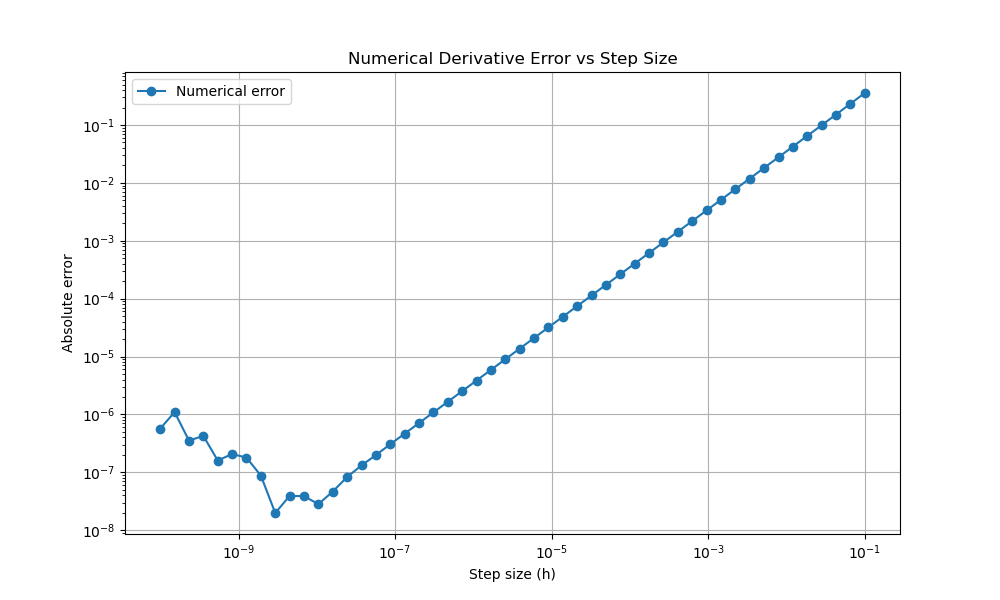 Numerical Derivative Error vs Step Size
Numerical error
Absolute error
10⁻¹
10⁻²
10⁻³
10⁻⁴
10⁻⁵
10⁻⁶
10⁻⁷
10⁻⁸
10⁻⁹ 10⁻⁷ 10⁻⁵ 10⁻³ 10⁻¹
Step size (h)